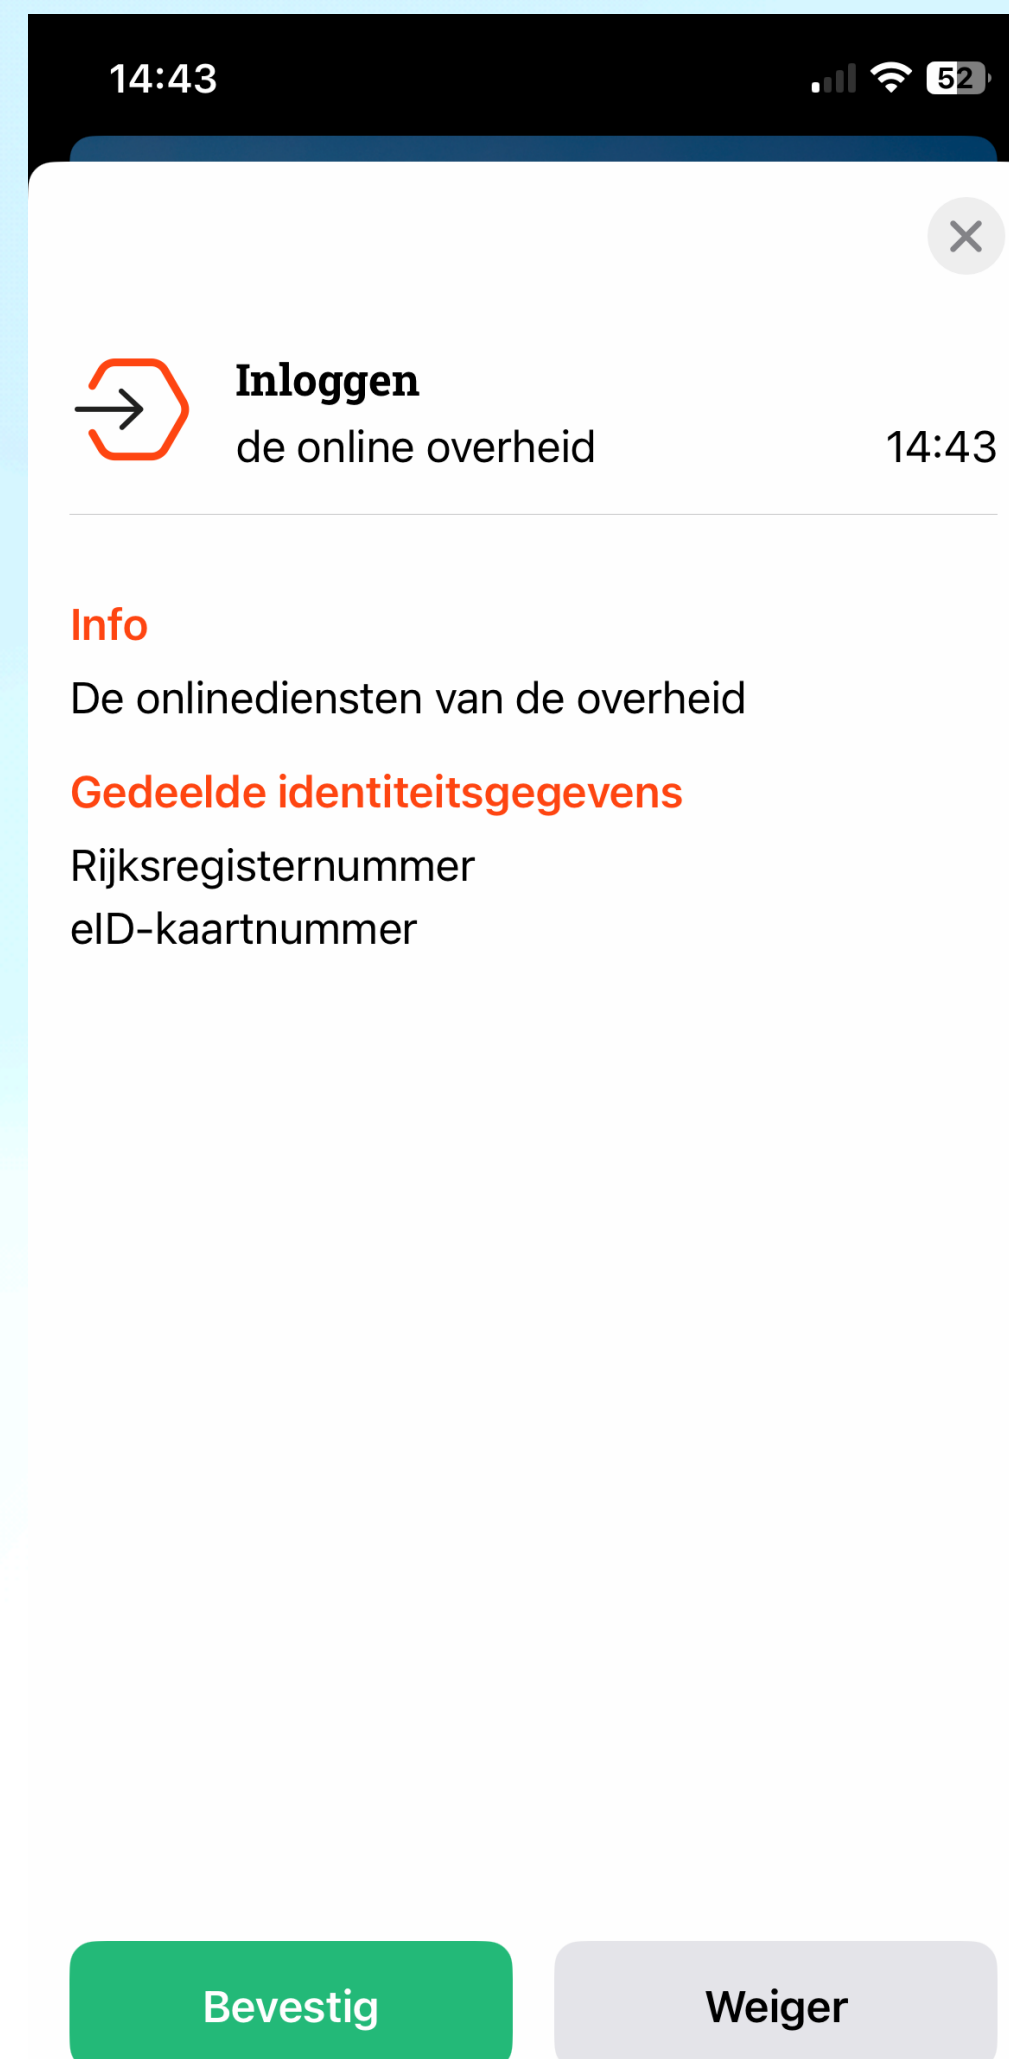 14:43
52
Inloggen
de online overheid 14:43
Info
De onlinediensten van de overheid
Gedeelde identiteitsgegevens
Rijksregisternummer
eID-kaartnummer
Bevestig Weiger